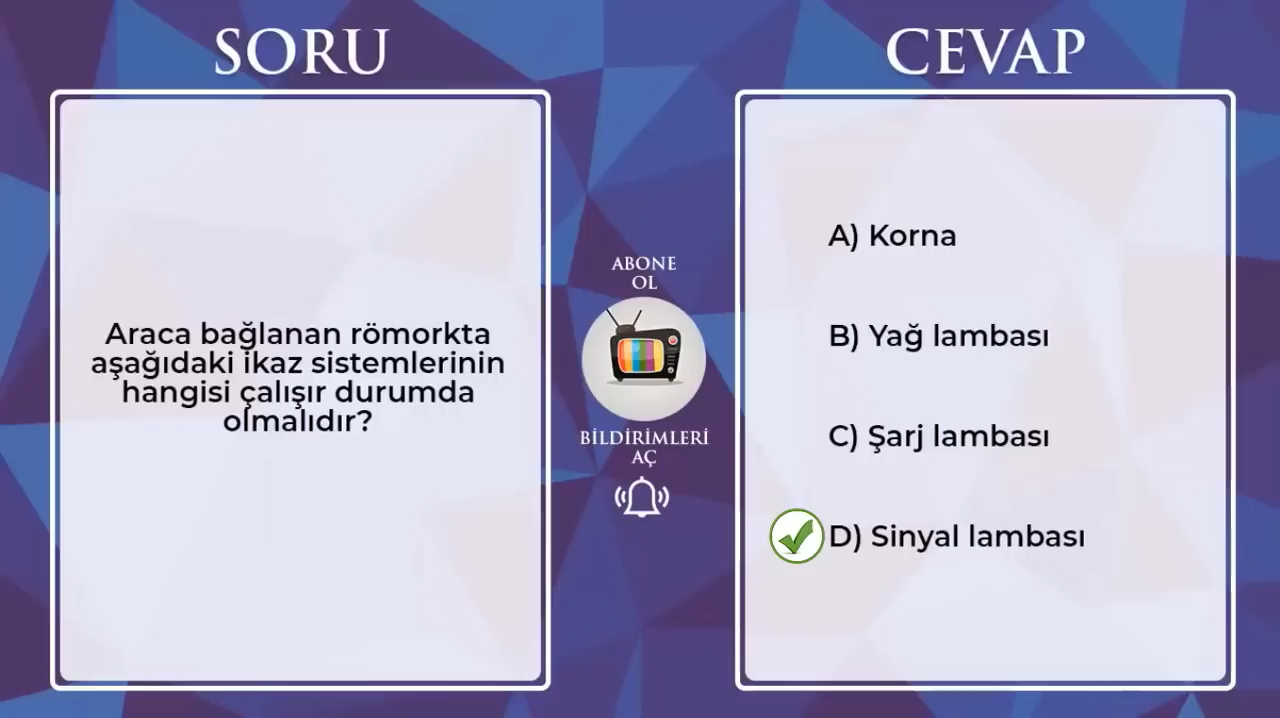 SORU
Araca bağlanan römorkta
aşağıdaki ikaz sistemlerinin
hangisi çalışır durumda
olmalıdır?
ABONE
OL
BİLDİRİMLERİ
AÇ
CEVAP
A) Korna
B) Yağ lambası
C) Şarj lambası
D) Sinyal lambası